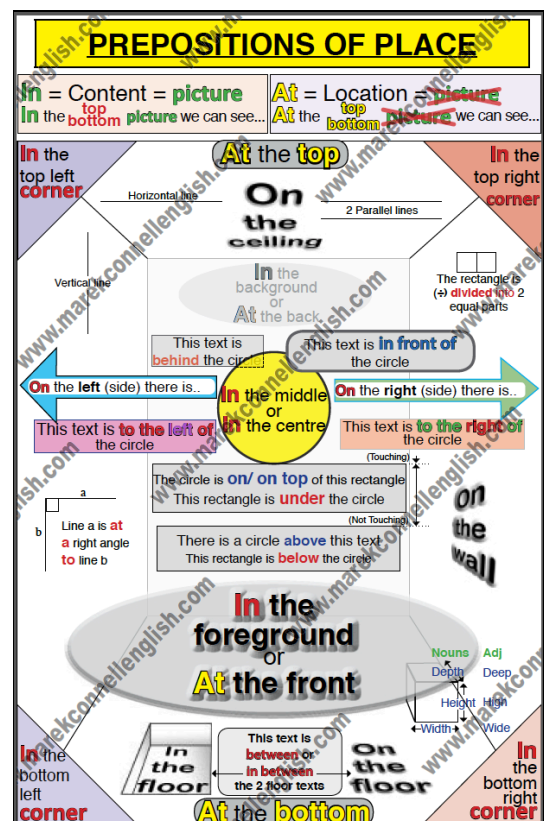 PREPOSITIONS OF PLACE
In = Content = picture
In the top bottom picture we can see...
At = Location = picture
At the top bottom picture we can see...
In the
top left
corner
At the top
In the
top right
corner
Horizontal line
On
the
ceiling
2 Parallel lines
Vertical line
In the
background
or
At the back.
The rectangle is
(÷) divided into 2
equal parts
This text is
behind the circle
This text is in front of
the circle
On the left (side) there is..
In the middle
or
In the centre
On the right (side) there is..
This text is to the left of
the circle
This text is to the right of
the circle
(Touching)
The circle is on/ on top of this rectangle
This rectangle is under the circle
(Not Touching)
There is a circle above this text
This rectangle is below the circle
a
b
Line a is at
a right angle
to line b
on
the
wall
In the
foreground
or
At the front
Nouns Adj
Depth Deep
Height High
Width Wide
In the
bottom
left
corner
In
the
floor
This text is
between or
in between
the 2 floor texts
On
the
floor
In
the
bottom
right
corner
At the bottom
www.marekconnellenglish.com